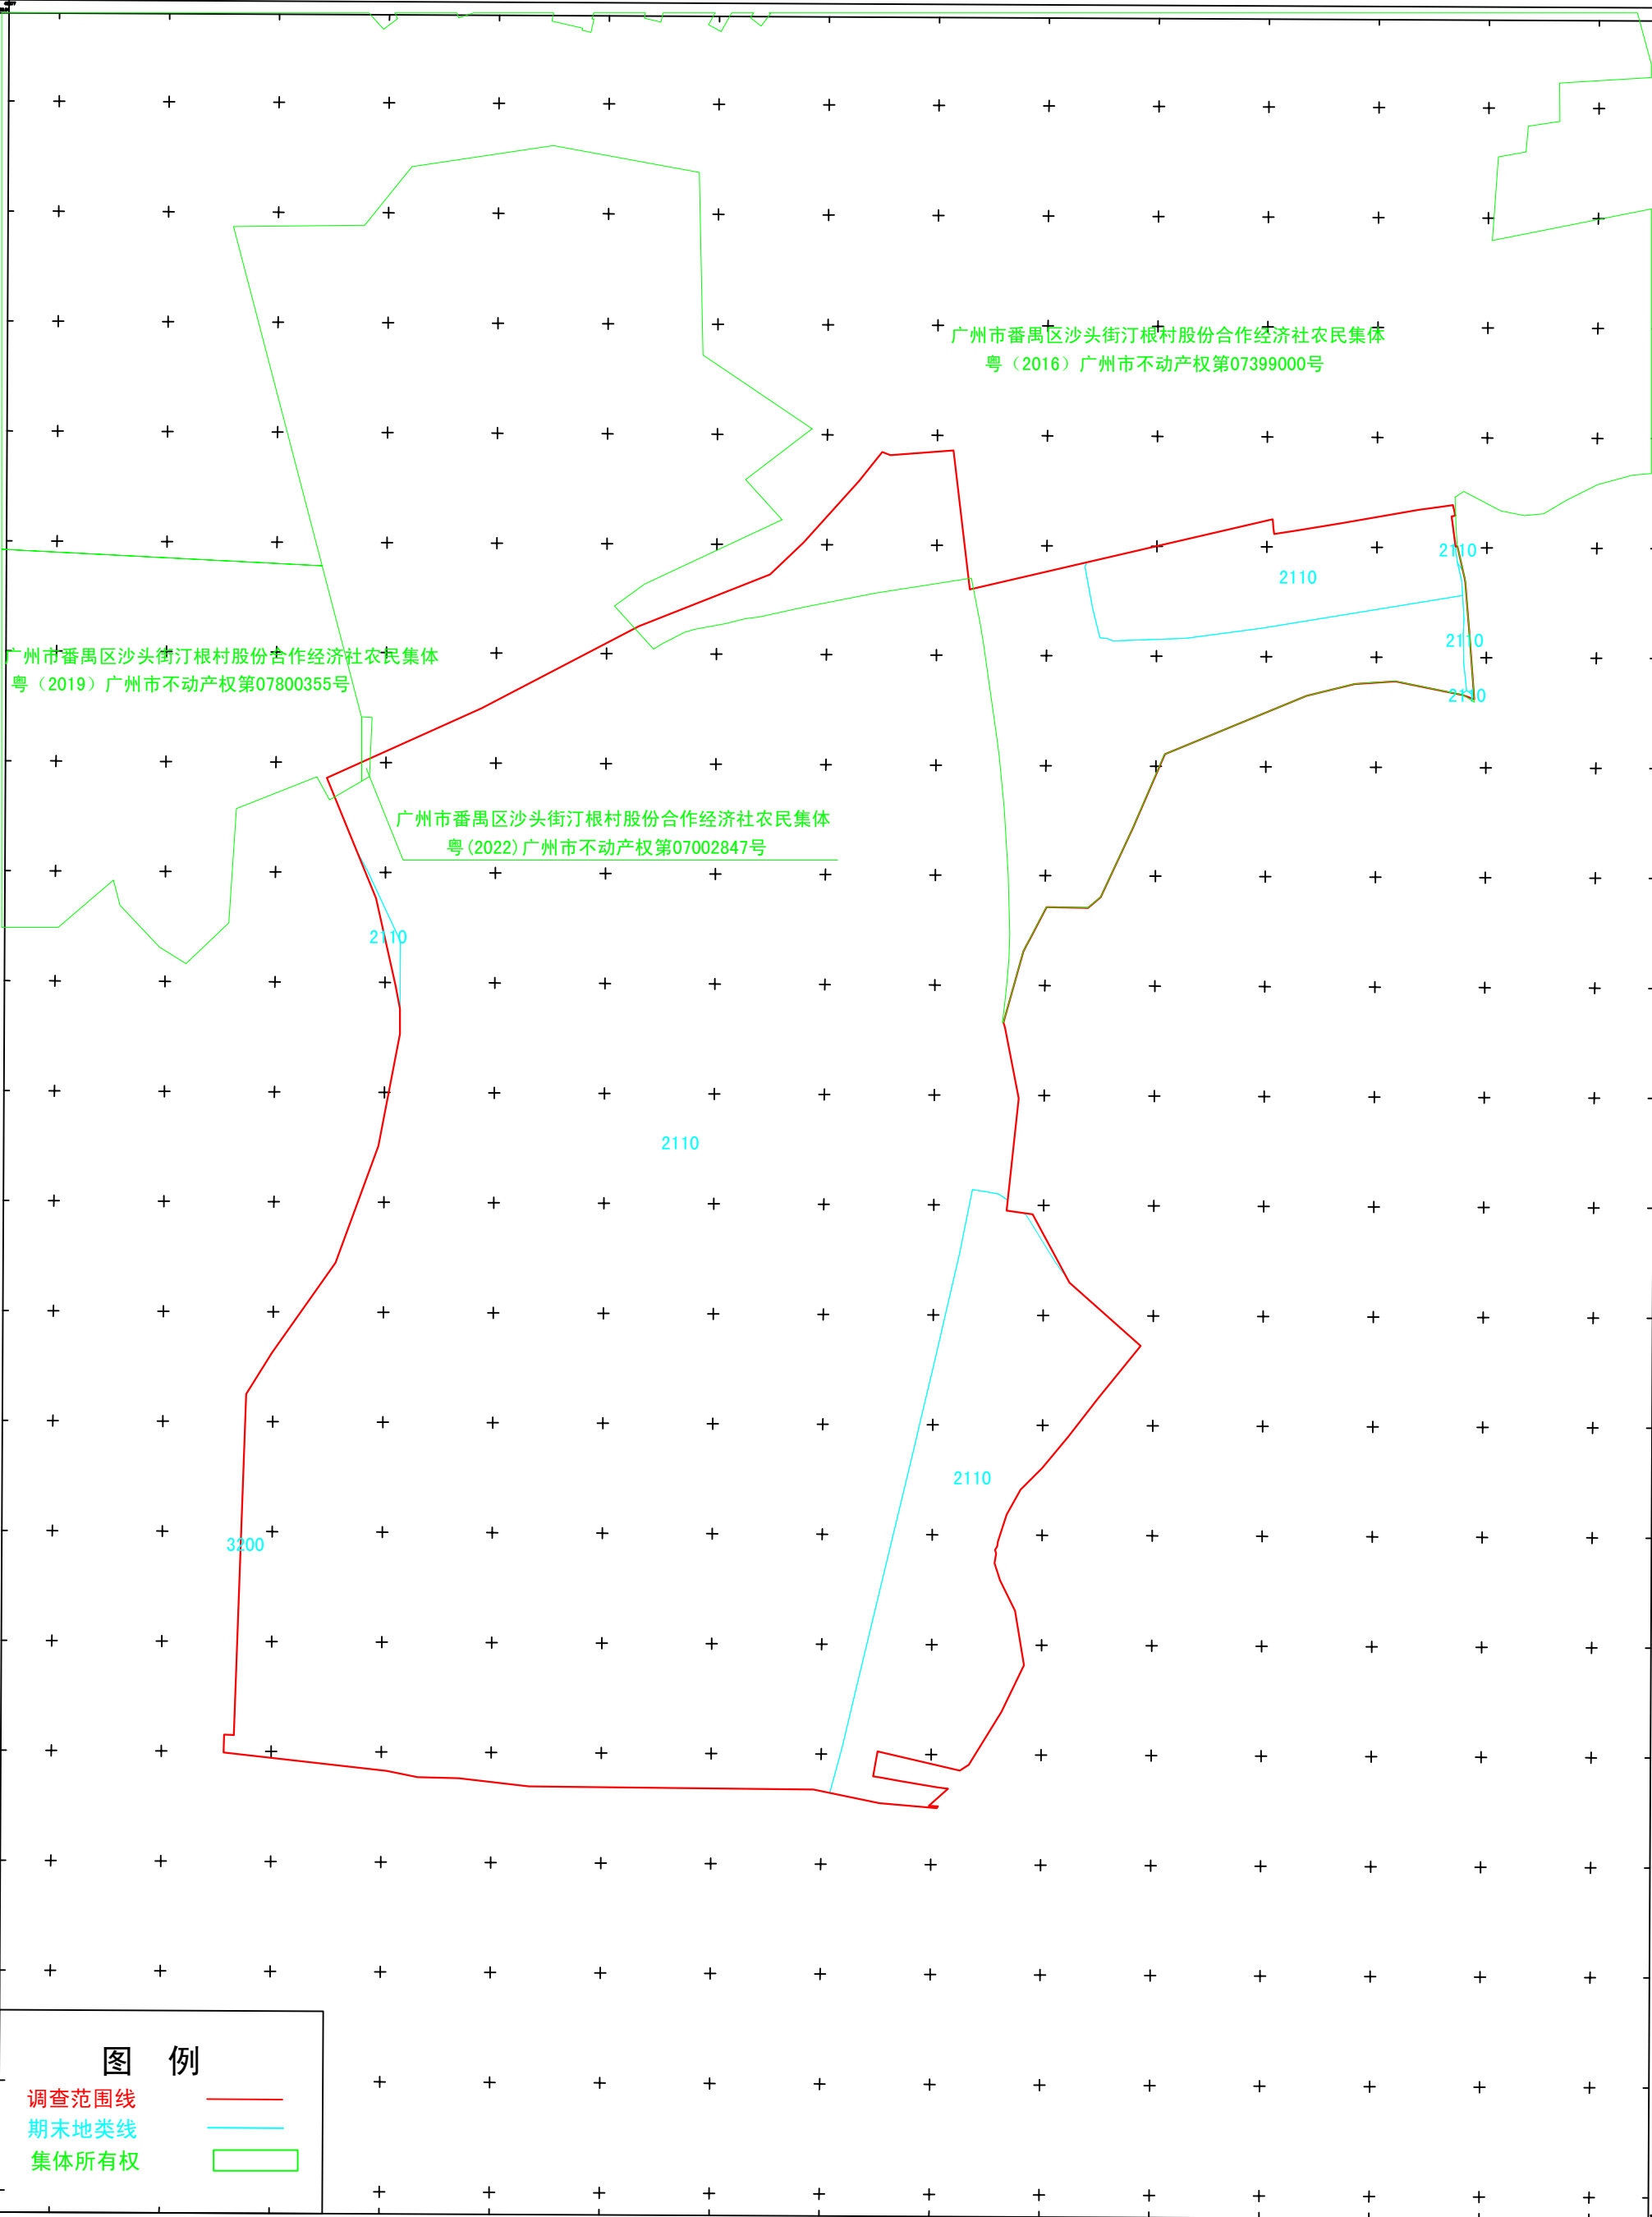 广州市番禺区沙头街汀根村股份合作经济社农民集体
粤（2016）广州市不动产权第07399000号
2110
2110
2110
广州市番禺区沙头街汀根村股份合作经济社农民集体
粤（2019）广州市不动产权第07800355号
2110
广州市番禺区沙头街汀根村股份合作经济社农民集体
粤(2022)广州市不动产权第07002847号
2110
2110
2110
3200
图 例
调查范围线
期末地类线
集体所有权